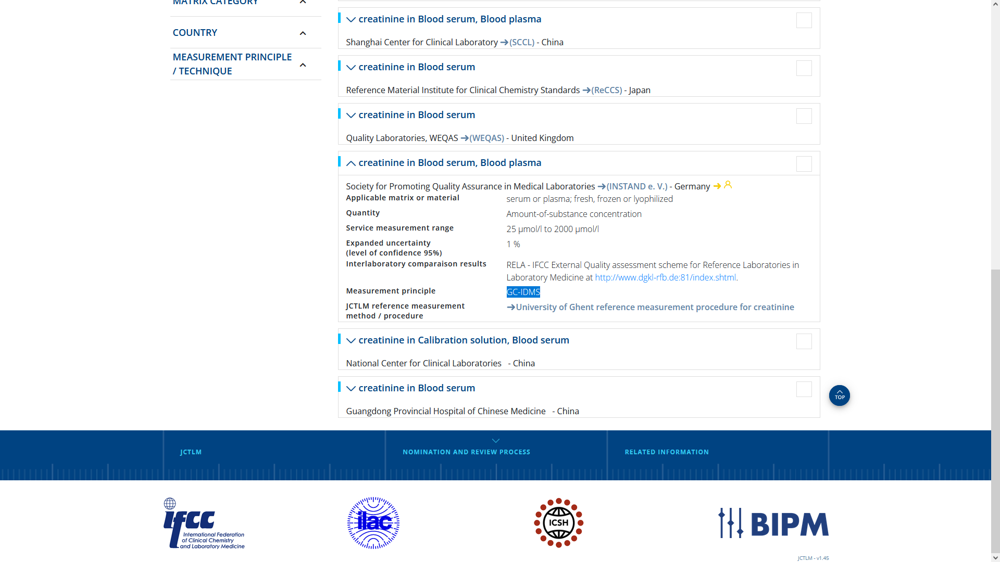 MATRIX CATEGORY
COUNTRY
MEASUREMENT PRINCIPLE
/ TECHNIQUE
creatinine in Blood serum, Blood plasma
Shanghai Center for Clinical Laboratory ➔(SCCL) - China
creatinine in Blood serum
Reference Material Institute for Clinical Chemistry Standards ➔(ReCCS) - Japan
creatinine in Blood serum
Quality Laboratories, WEQAS ➔(WEQAS) - United Kingdom
creatinine in Blood serum, Blood plasma
Society for Promoting Quality Assurance in Medical Laboratories ➔(INSTAND e. V.) - Germany ➔
Applicable matrix or material serum or plasma; fresh, frozen or lyophilized
Quantity Amount-of-substance concentration
Service measurement range 25 µmol/l to 2000 µmol/l
Expanded uncertainty 1 %
(level of confidence 95%)
Interlaboratory comparaison results RELA - IFCC External Quality assessment scheme for Reference Laboratories in
Laboratory Medicine at http://www.dgkl-rfb.de:81/index.shtml.
Measurement principle GC-IDMS
JCTLM reference measurement ➔University of Ghent reference measurement procedure for creatinine
method / procedure
creatinine in Calibration solution, Blood serum
National Center for Clinical Laboratories - China
creatinine in Blood serum
Guangdong Provincial Hospital of Chinese Medicine - China
TOP
JCTLM
NOMINATION AND REVIEW PROCESS
RELATED INFORMATION
ifcc
International Federation
of Clinical Chemistry
and Laboratory Medicine
ilac
ICSH
BIPM
JCTLM - v1.45